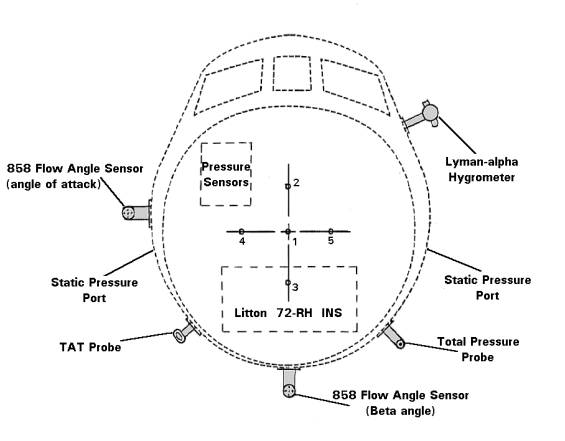 Lyman-alpha
Hygrometer
858 Flow Angle Sensor
(angle of attack)
Pressure
Sensors
2
4
1
5
3
Static Pressure
Port
Static Pressure
Port
Litton 72-RH INS
TAT Probe
Total Pressure
Probe
858 Flow Angle Sensor
(Beta angle)